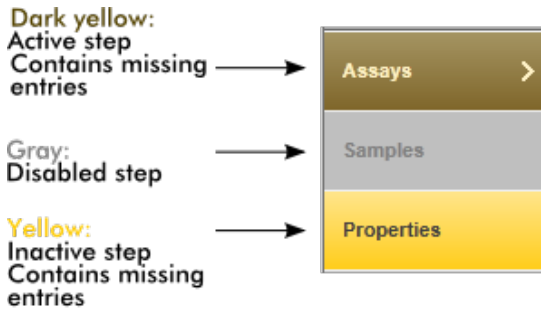 Dark yellow:
Active step
Contains missing
entries
Assays
Gray:
Disabled step
Samples
Yellow:
Inactive step
Contains missing
entries
Properties